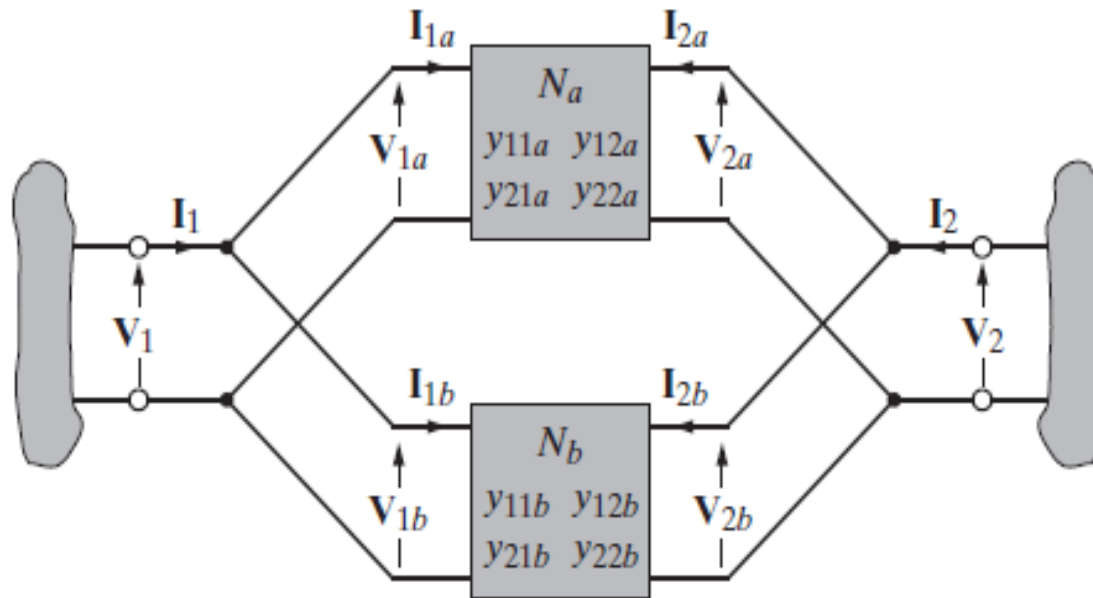 I1a I2a
Na
V1a y11a y12a V2a
y21a y22a
I1 I2
V1 V2
I1b I2b
Nb
V1b y11b y12b V2b
y21b y22b